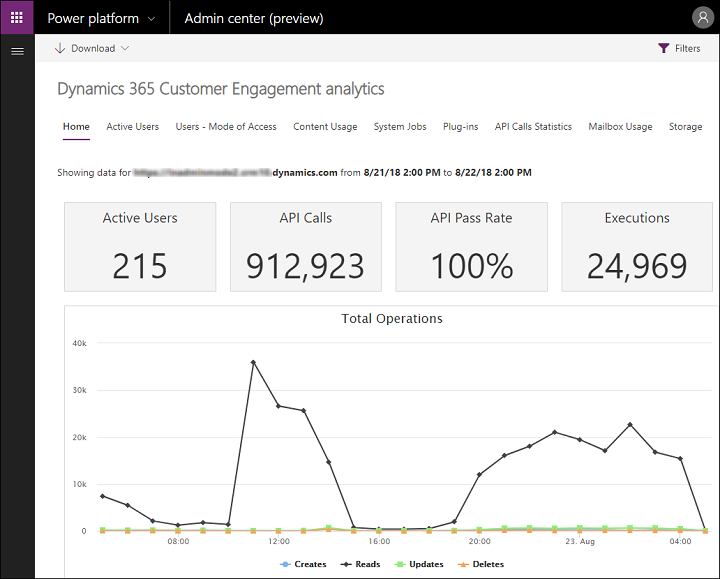 Power platform
Admin center (preview)
Download
Filters
Dynamics 365 Customer Engagement analytics
Home Active Users Users - Mode of Access Content Usage System Jobs Plug-ins API Calls Statistics Mailbox Usage Storage
Showing data for dynamics.com from 8/21/18 2:00 PM to 8/22/18 2:00 PM
Active Users
215
API Calls
912,923
API Pass Rate
100%
Executions
24,969
Total Operations
40k
30k
20k
10k
0
08:00 12:00 16:00 20:00 23. Aug 04:00
Creates Reads Updates Deletes